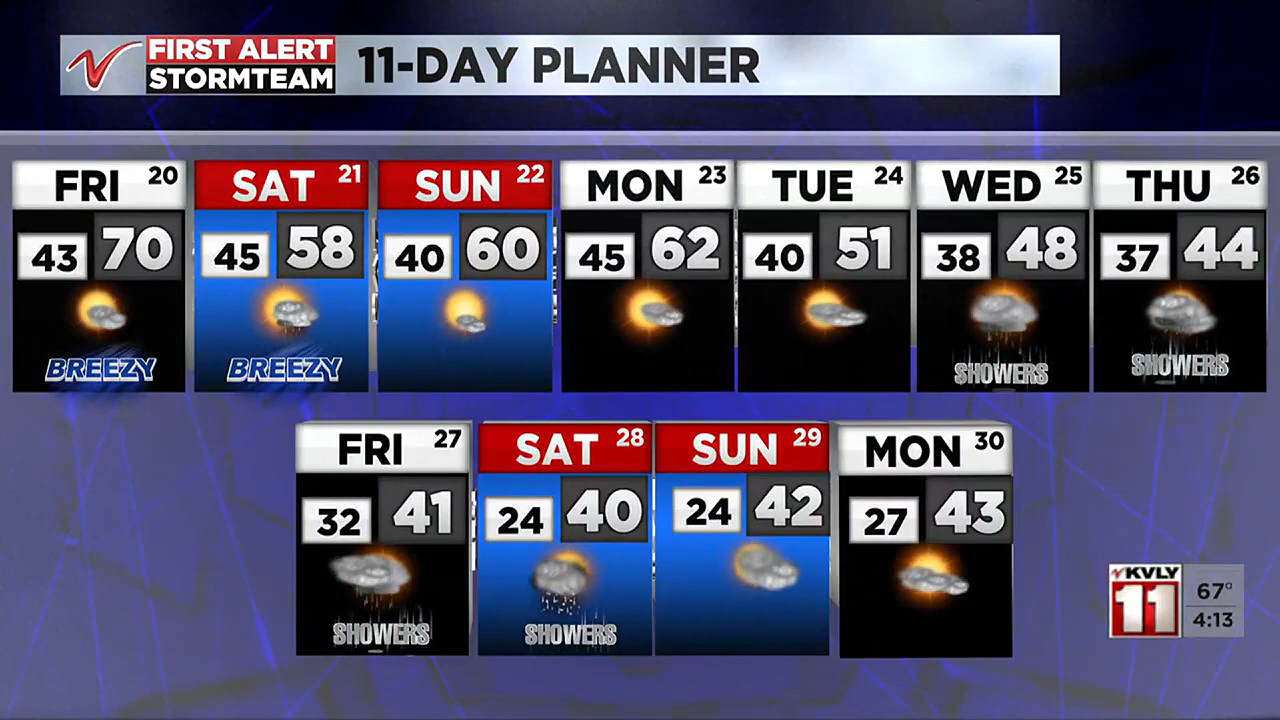 FIRST ALERT
STORMTEAM
11-DAY PLANNER
FRI 20
43 70
BREEZY
SAT 21
45 58
BREEZY
SUN 22
40 60
MON 23
45 62
TUE 24
40 51
WED 25
38 48
SHOWERS
THU 26
37 44
SHOWERS
FRI 27
32 41
SHOWERS
SAT 28
24 40
SHOWERS
SUN 29
24 42
MON 30
27 43
KVLY
11
67°
4:13